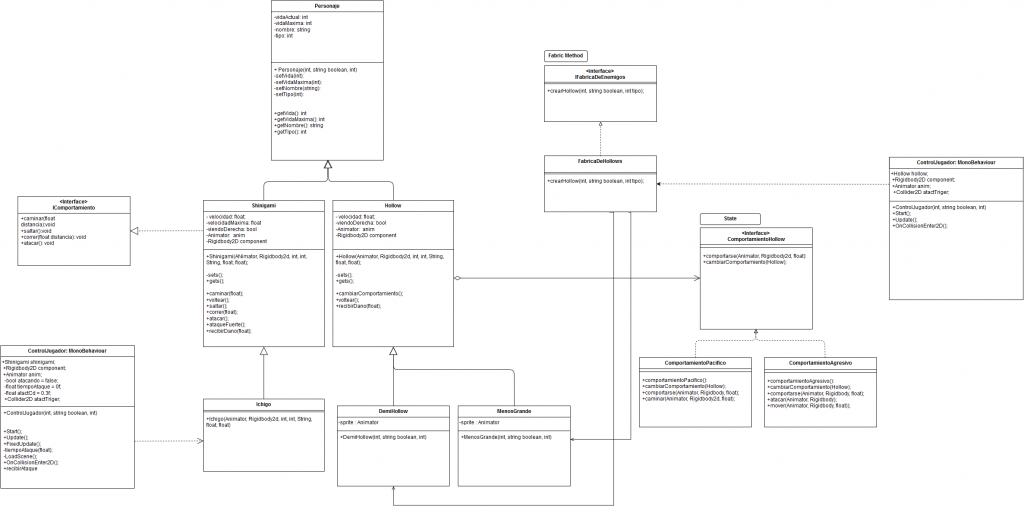 Personaje
-vidaActual: int
-vidaMaxima: int
-nombre: string
-tipo: int
+ Personaje(int, string boolean, int)
-setVida(int)
-setVidaMaxima(int)
-setNombre(string)
-setTipo(int)
+getVida(): int
+getVidaMaxima(): int
+getNombre(): string
+getTipo(): int
Fabric Method
<Interface>
IFabricaDeEnemigos
+crearHollow(int, string boolean, int tipo);
FabricaDeHollows
+crearHollow(int, string boolean, int tipo);
ControlJugador: MonoBehaviour
+Hollow hollow;
+Rigidbody2D component;
+Animator anim;
+Collider2D atactTriger;
+ControlJugador(int, string boolean, int)
+Start();
+Update();
+OnCollisionEnter2D();
<Interface>
IComportamiento
+caminar(float
distancia):void
+saltar():void
+correr(float distancia):void
+atacar(): void
Shinigami
- velocidad: float;
-velocidadMaxima: float
-viendoDerecha: bool
-Animator anim
-Rigidbody2D component
+Shinigami(Animator, Rigidbody2d, int, int,
String, float, float);
-sets();
+gets();
+caminar(float);
+voltear();
+saltar();
+correr(float);
+atacar();
+ataqueFuerte();
+recibirDano(float);
Hollow
- velocidad: float;
-viendoDerecha: bool
-Animator: anim
-Rigidbody2D component
+Hollow(Animator, Rigidbody2d, int, int, String,
float, float);
-sets();
+gets();
+cambiarComportamiento();
+voltear();
+recibirDano(float);
State
<Interface>
ComportamientoHollow
+comportarse(Animator, Rigidbody2d, float)
+cambiarComportamiento(Hollow);
ComportamientoPacifico
+comportamientoPacifico();
+cambiarComportamiento(Hollow);
+comportarse(Animator, Rigidbody, float);
+caminar(Animator, Rigidbody2d, float);
ComportamientoAgresivo
+comportamientoAgresivo();
+cambiarComportamiento(Hollow);
+comportarse(Animator, Rigidbody, float);
+atacar(Animator, Rigidbody);
+mover(Animator, Rigidbody, float);
ControlJugador: MonoBehaviour
+Shinigami shinigami;
+Rigidbody2D component;
+Animator anim;
-bool atacando = false;
-float tiempoAtaque = 0f;
-float atactCd = 0.3f;
+Collider2D atactTriger;
+ControlJugador(int, string boolean, int)
+Start();
+Update();
+FixedUpdate();
-tiempoAtaque(float);
-LoadScene();
+OnCollisionEnter2D();
+recibirAtaque
Ichigo
+Ichigo(Animator, Rigidbody2d, int, int, String,
float, float)
DemiHollow
-sprite : Animator
+DemiHollow(int, string boolean, int)
MenosGrande
-sprite : Animator
+MenosGrande(int, string boolean, int)